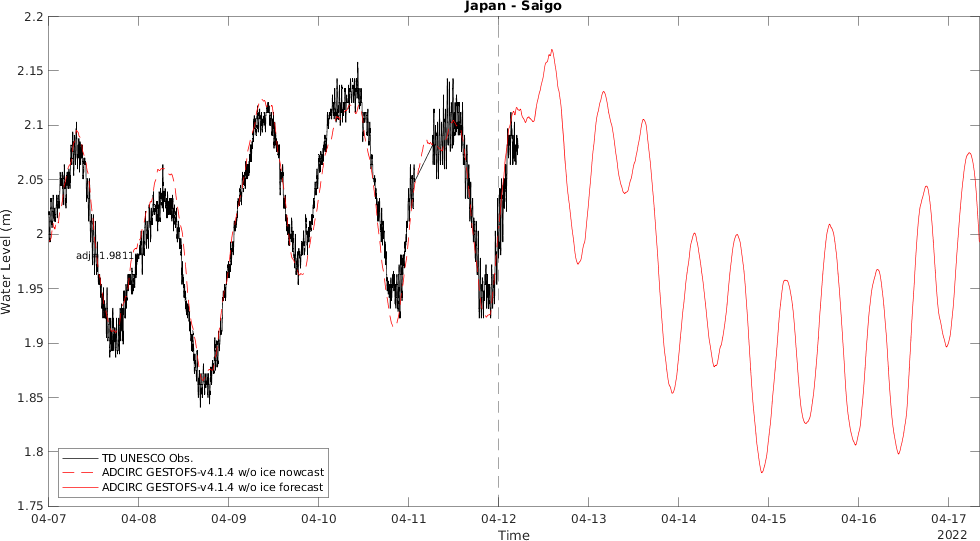 Japan - Saigo
2.2
2.15
2.1
2.05
2
1.95
1.9
1.85
1.8
1.75
Water Level (m)
adj=1.9811
TD UNESCO Obs.
ADCIRC GESTOFS-v4.1.4 w/o ice nowcast
ADCIRC GESTOFS-v4.1.4 w/o ice forecast
04-07 04-08 04-09 04-10 04-11 04-12 04-13 04-14 04-15 04-16 04-17
Time
2022